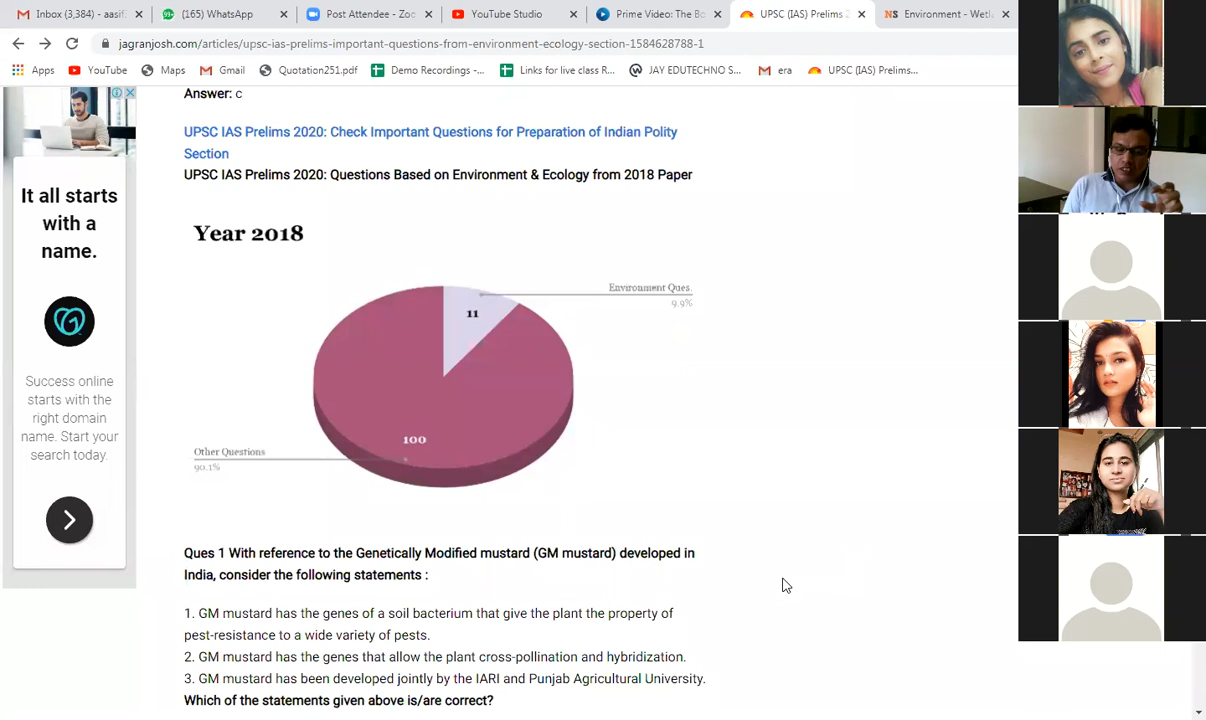 Inbox (3,384) - aasif
(165) WhatsApp
Post Attendee - Zoo
YouTube Studio
Prime Video: The Bo
UPSC (IAS) Prelims 2
Environment - Wetla
jagranjosh.com/articles/upsc-ias-prelims-important-questions-from-environment-ecology-section-1584628788-1
Apps
YouTube
Maps
Gmail
Quotation251.pdf
Demo Recordings -...
Links for live class R...
JAY EDUTECHNO S...
era
UPSC (IAS) Prelims...
Answer: c
UPSC IAS Prelims 2020: Check Important Questions for Preparation of Indian Polity
Section
UPSC IAS Prelims 2020: Questions Based on Environment & Ecology from 2018 Paper
It all starts
with a
name.
Success online
starts with the
right domain
name. Start your
search today.
Year 2018
Environment Ques.
9.9%
11
100
Other Questions
90.1%
Ques 1 With reference to the Genetically Modified mustard (GM mustard) developed in
India, consider the following statements :
1. GM mustard has the genes of a soil bacterium that give the plant the property of
pest-resistance to a wide variety of pests.
2. GM mustard has the genes that allow the plant cross-pollination and hybridization.
3. GM mustard has been developed jointly by the IARI and Punjab Agricultural University.
Which of the statements given above is/are correct?